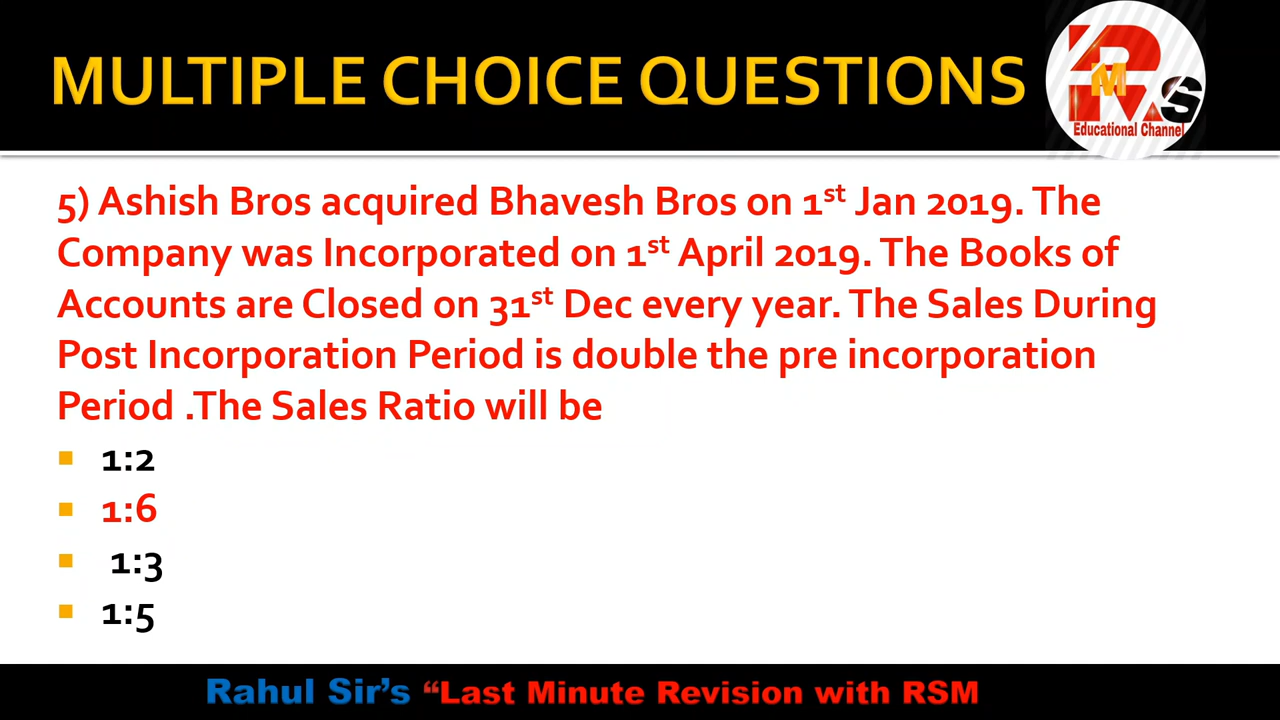 MULTIPLE CHOICE QUESTIONS
R
M
S
Educational Channel
5) Ashish Bros acquired Bhavesh Bros on 1st Jan 2019. The
Company was Incorporated on 1st April 2019. The Books of
Accounts are Closed on 31st Dec every year. The Sales During
Post Incorporation Period is double the pre incorporation
Period .The Sales Ratio will be
1:2
1:6
1:3
1:5
Rahul Sir’s “Last Minute Revision with RSM